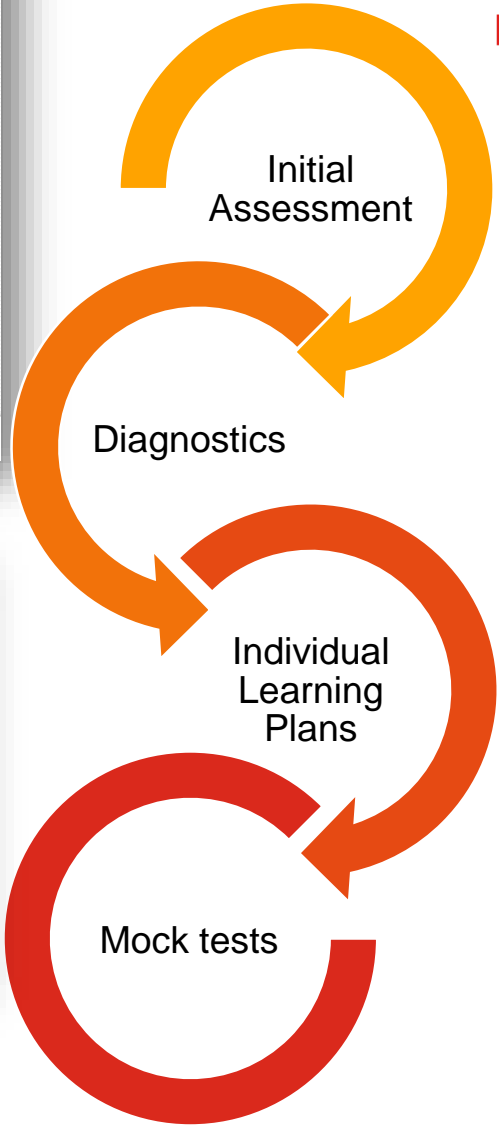 Initial
Assessment
Diagnostics
Individual
Learning
Plans
Mock tests